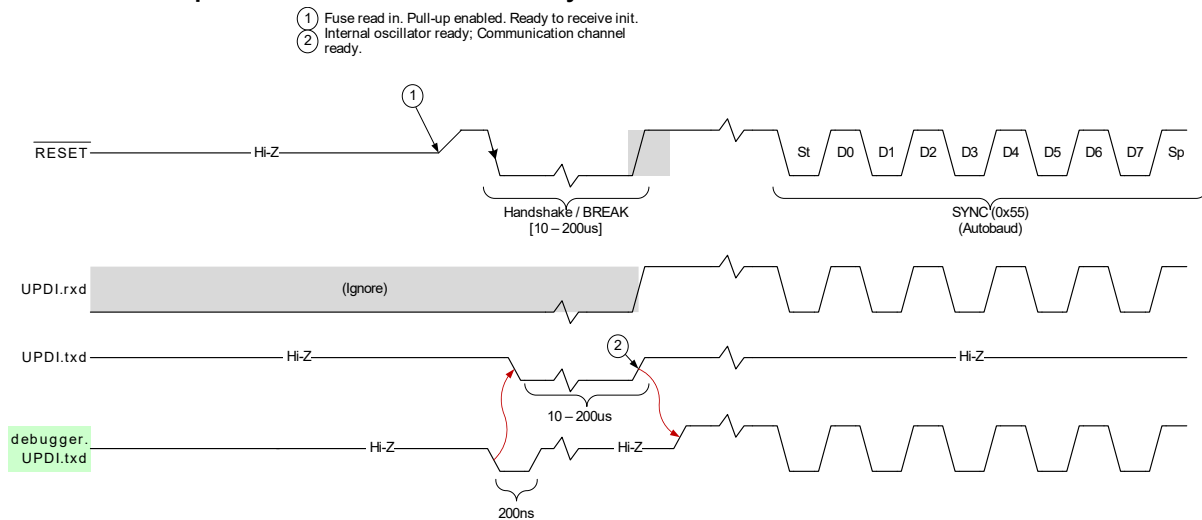 1 Fuse read in. Pull-up enabled. Ready to receive init.
2 Internal oscillator ready; Communication channel
ready.
1
RESET
Hi-Z
St D0 D1 D2 D3 D4 D5 D6 D7 Sp
Handshake / BREAK
[10 – 200us]
SYNC (0x55)
(Autobaud)
UPDI.rxd
(Ignore)
UPDI.txd
Hi-Z
2
Hi-Z
10 – 200us
debugger.
UPDI.txd
Hi-Z
Hi-Z
200ns